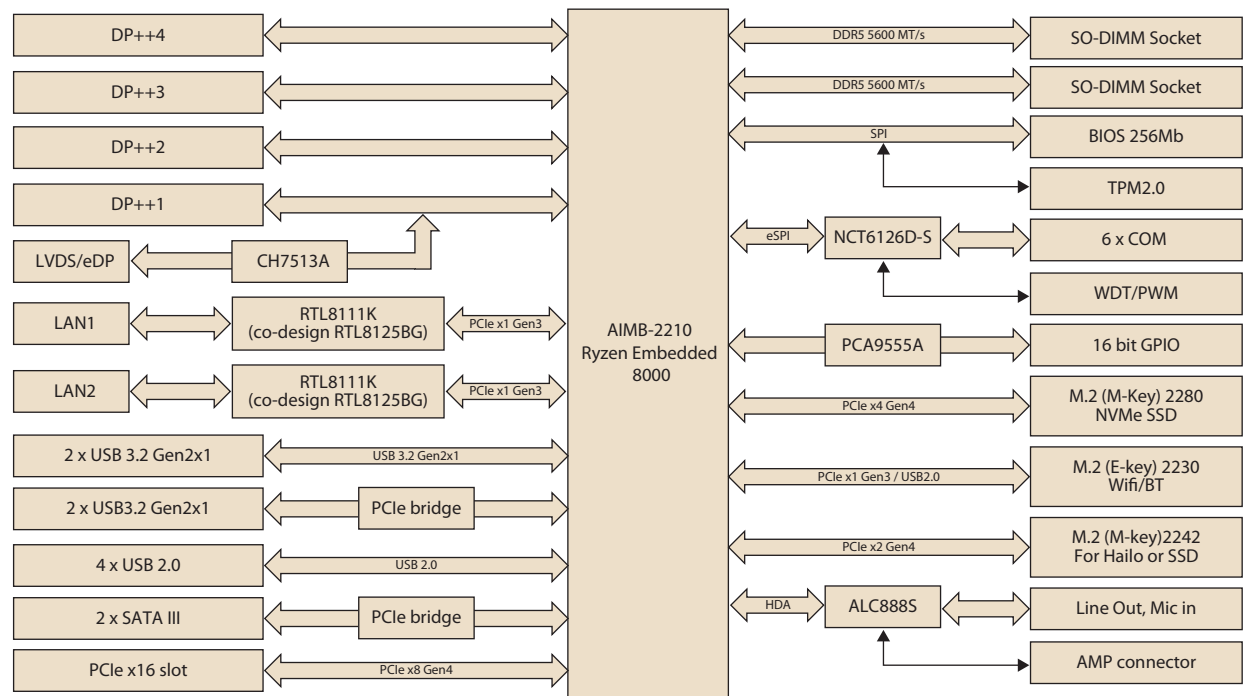 DP++4
DP++3
DP++2
DP++1
LVDS/eDP
CH7513A
LAN1
RTL8111K
(co-design RTL8125BG)
PCIe x1 Gen3
LAN2
RTL8111K
(co-design RTL8125BG)
PCIe x1 Gen3
2 x USB 3.2 Gen2x1
USB 3.2 Gen2x1
2 x USB3.2 Gen2x1
PCIe bridge
4 x USB 2.0
USB 2.0
2 x SATA III
PCIe bridge
PCIe x16 slot
PCIe x8 Gen4
AIMB-2210
Ryzen Embedded
8000
DDR5 5600 MT/s
SO-DIMM Socket
DDR5 5600 MT/s
SO-DIMM Socket
SPI
BIOS 256Mb
TPM2.0
eSPI
NCT6126D-S
6 x COM
WDT/PWM
PCA9555A
16 bit GPIO
PCIe x4 Gen4
M.2 (M-Key) 2280
NVMe SSD
PCIe x1 Gen3 / USB2.0
M.2 (E-key) 2230
Wifi/BT
PCIe x2 Gen4
M.2 (M-key)2242
For Hailo or SSD
HDA
ALC888S
Line Out, Mic in
AMP connector